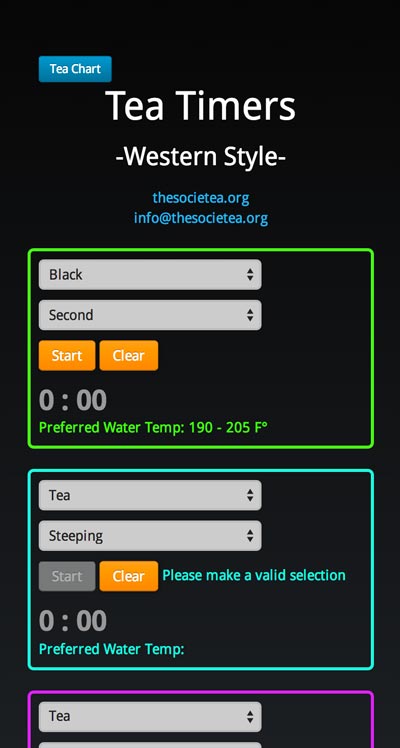 Tea Chart
Tea Timers
-Western Style-
thesocietea.org
info@thesocietea.org
Black
Second
Start Clear
0 : 00
Preferred Water Temp: 190 - 205 F°
Tea
Steeping
Start Clear Please make a valid selection
0 : 00
Preferred Water Temp:
Tea